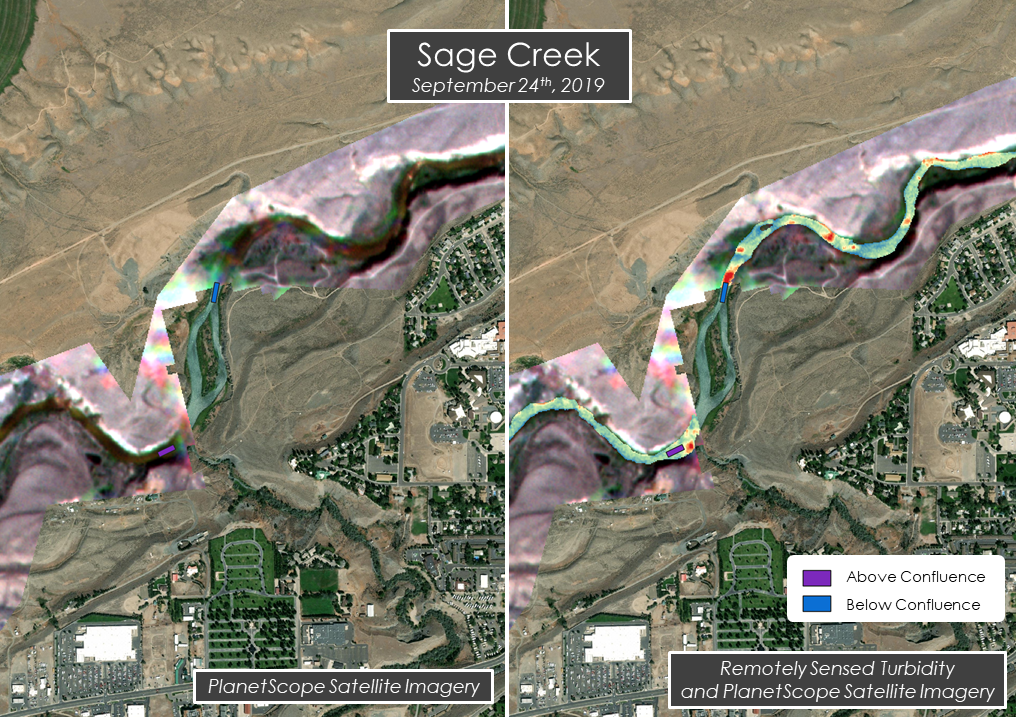 Sage Creek
September 24th, 2019
Above Confluence
Below Confluence
PlanetScope Satellite Imagery
Remotely Sensed Turbidity
and PlanetScope Satellite Imagery